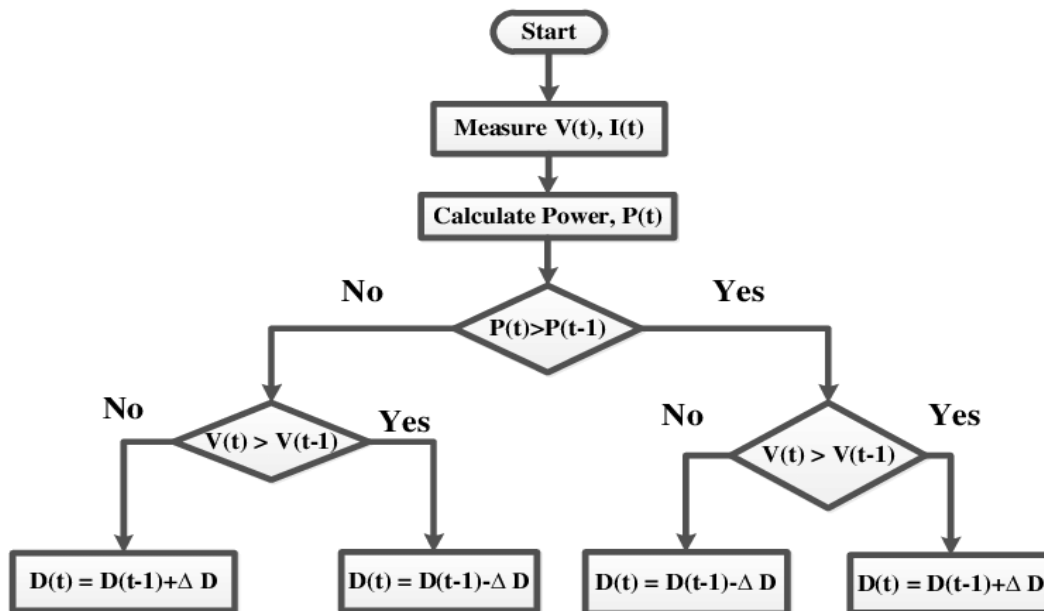 Start
Measure V(t), I(t)
Calculate Power, P(t)
No
Yes
P(t)>P(t-1)
No
Yes
No
Yes
V(t) > V(t-1)
V(t) > V(t-1)
D(t) = D(t-1)+Δ D
D(t) = D(t-1)-Δ D
D(t) = D(t-1)-Δ D
D(t) = D(t-1)+Δ D